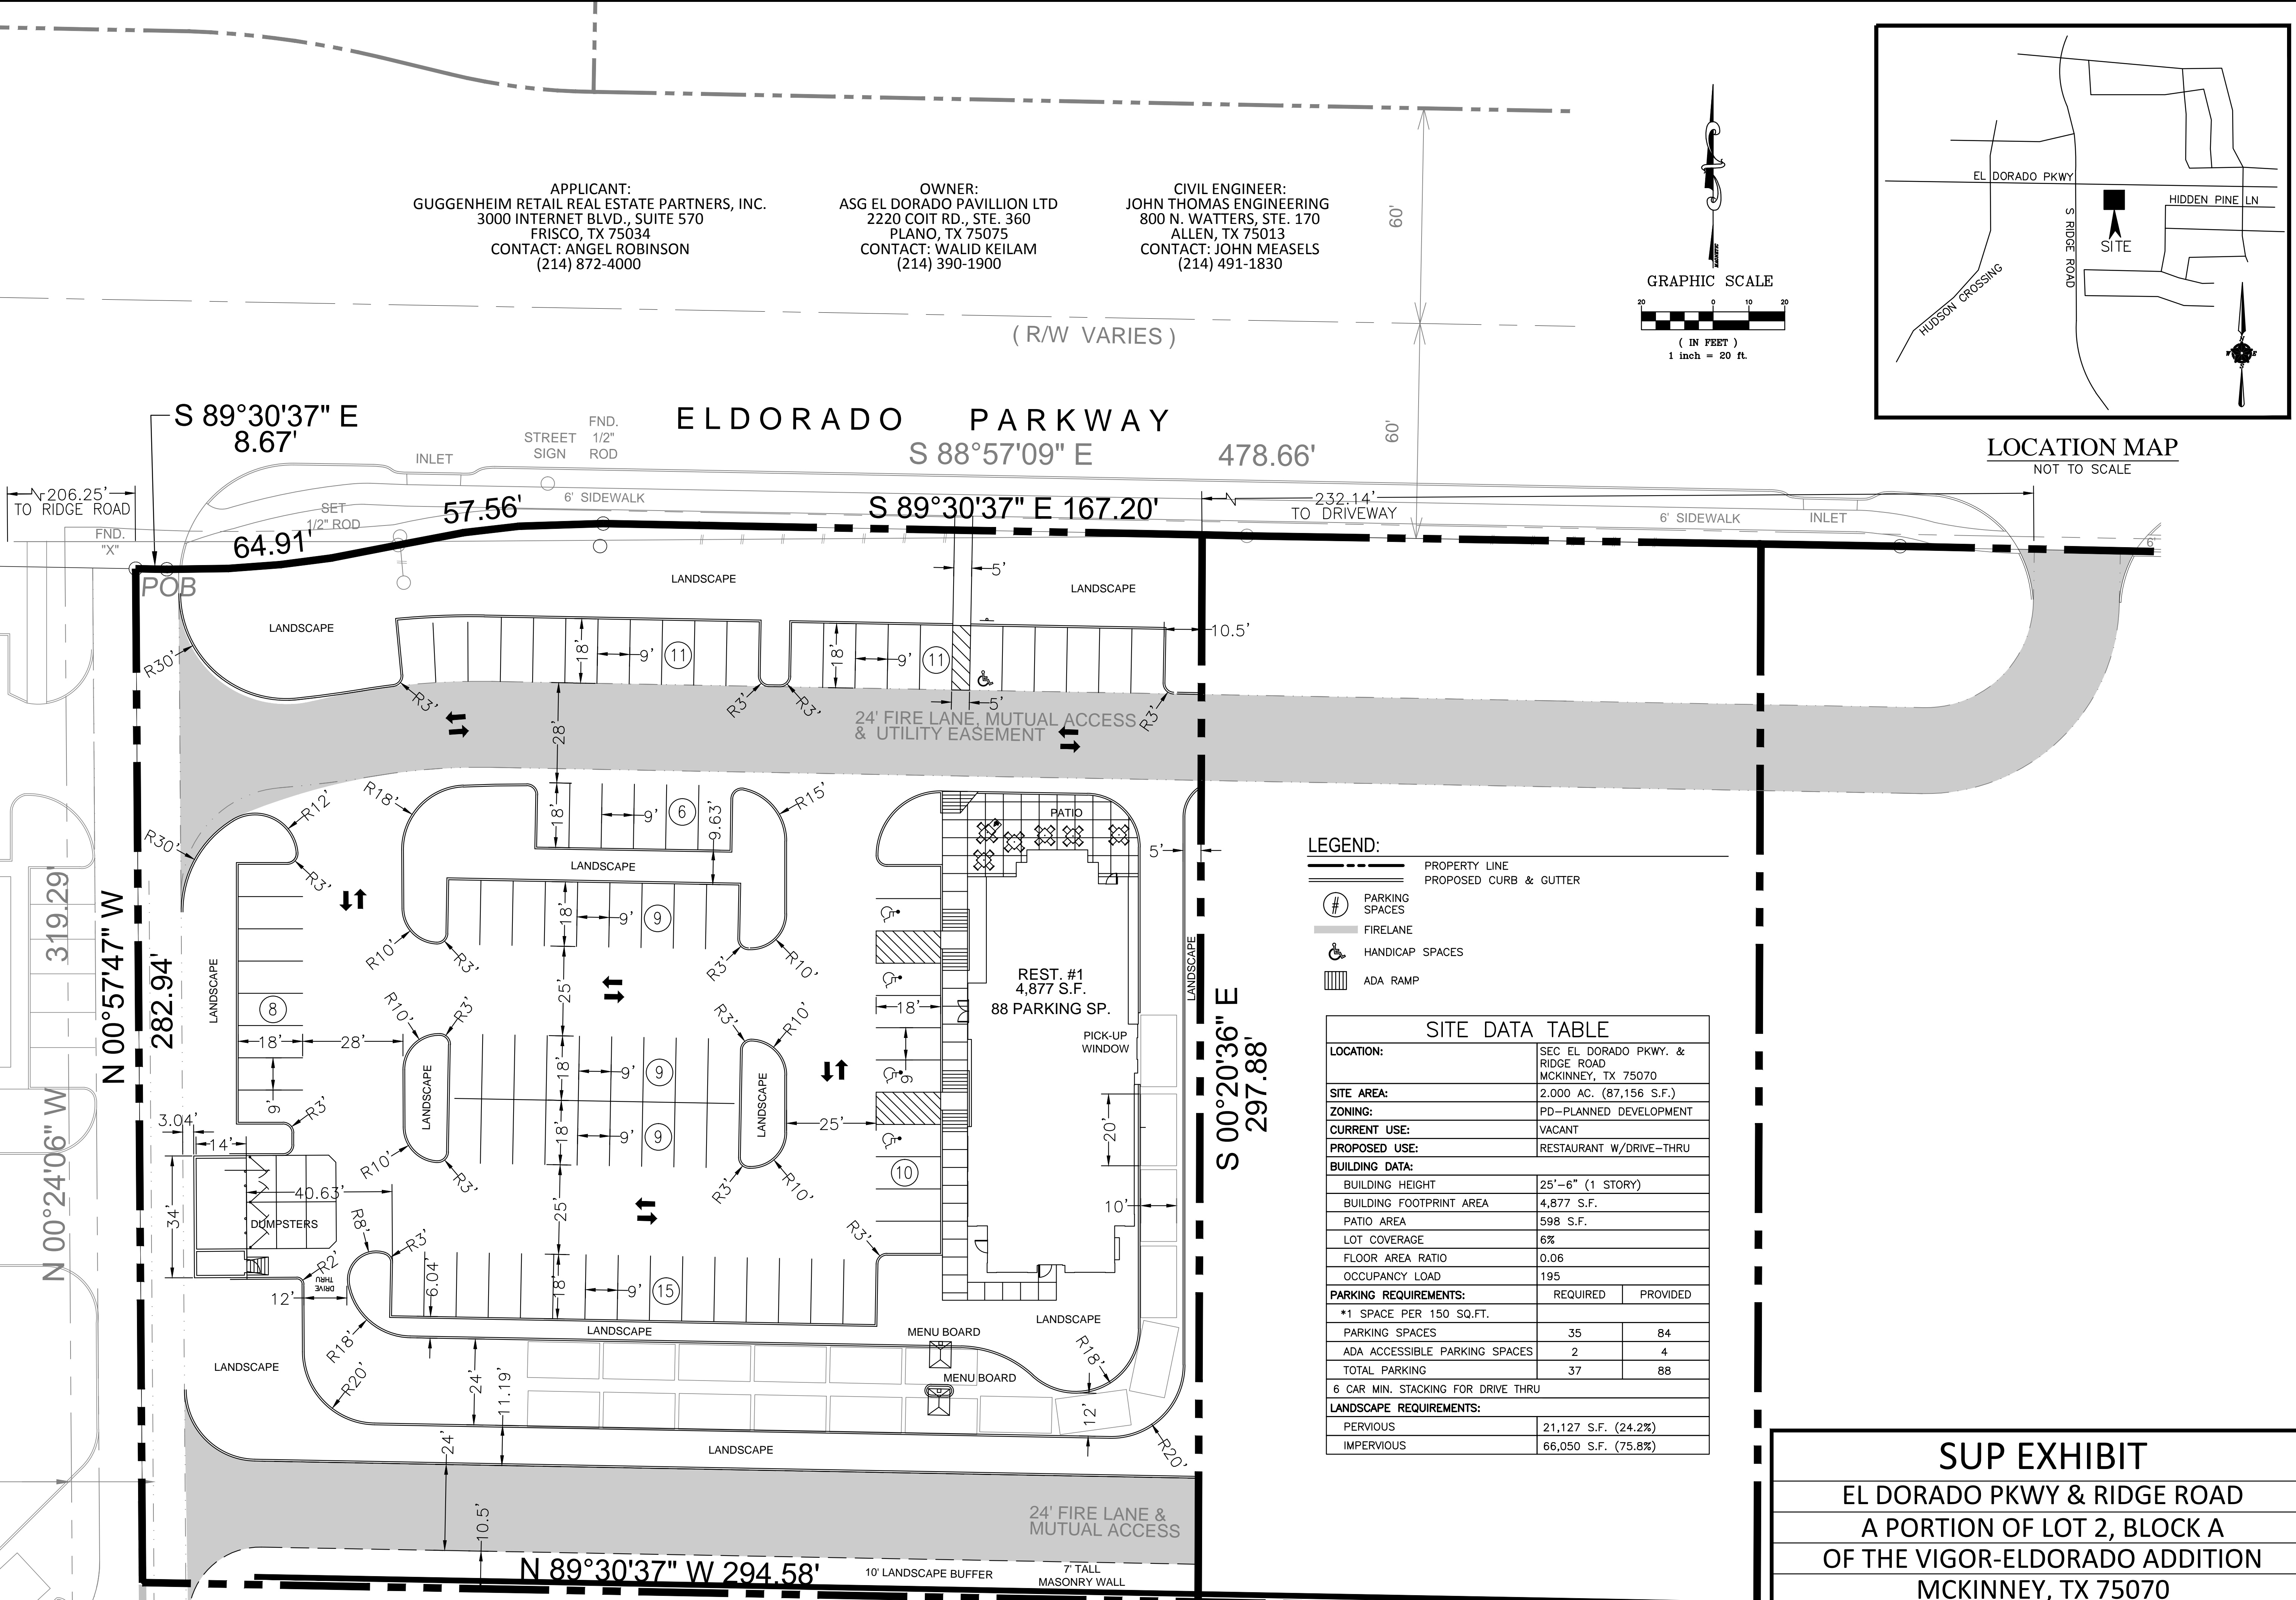 APPLICANT:
GUGGENHEIM RETAIL REAL ESTATE PARTNERS, INC.
3000 INTERNET BLVD., SUITE 570
FRISCO, TX 75034
CONTACT: ANGEL ROBINSON
(214) 872-4000
OWNER:
ASG EL DORADO PAVILLION LTD
2220 COIT RD., STE. 360
PLANO, TX 75075
CONTACT: WALID KEILAM
(214) 390-1900
CIVIL ENGINEER:
JOHN THOMAS ENGINEERING
800 N. WATTERS, STE. 170
ALLEN, TX 75013
CONTACT: JOHN MEASELS
(214) 491-1830
60'
60'
( R/W VARIES )
GRAPHIC SCALE
20 0 10 20
( IN FEET )
1 inch = 20 ft.
EL DORADO PKWY
HIDDEN PINE LN
S RIDGE ROAD
SITE
HUDSON CROSSING
N
W E
S
LOCATION MAP
NOT TO SCALE
S 89°30'37" E
8.67'
ELDORADO PARKWAY
S 88°57'09" E 478.66'
INLET
STREET
SIGN
FND.
1/2"
ROD
206.25'
TO RIDGE ROAD
FND.
"X"
SET
1/2" ROD
6' SIDEWALK
57.56'
64.91'
S 89°30'37" E 167.20'
232.14'
TO DRIVEWAY
6' SIDEWALK
INLET
6'
POB
LANDSCAPE
LANDSCAPE
LANDSCAPE
5'
10.5'
R30'
18'
9'
11
18'
9'
11
R3'
R3'
R3'
5'
R3'
28'
24' FIRE LANE, MUTUAL ACCESS
& UTILITY EASEMENT
R18'
R12'
R30'
R3'
18'
9'
6
9.63'
R15'
LANDSCAPE
PATIO
5'
319.29'
N 00°24'06" W
N 00°57'47" W
282.94'
LANDSCAPE
8
18'
28'
9'
R3'
18'
9'
9
R10'
R3'
R3'
R10'
25'
R10'
R3'
R3'
R10'
LANDSCAPE
LANDSCAPE
18'
9'
9
18'
9'
9
R10'
R3'
R3'
R10'
25'
18'
9'
25'
10
REST. #1
4,877 S.F.
88 PARKING SP.
PICK-UP
WINDOW
LANDSCAPE
20'
10'
S 00°20'36" E
297.88'
3.04'
14'
34'
40.63'
DUMPSTERS
R8'
R3'
R2'
DRIVE
THRU
12'
6.04'
18'
9'
15
R3'
LANDSCAPE
MENU BOARD
LANDSCAPE
MENU BOARD
R18'
R18'
R20'
LANDSCAPE
24'
11.19'
12'
R20'
LANDSCAPE
24'
10.5'
24' FIRE LANE &
MUTUAL ACCESS
N 89°30'37" W 294.58'
10' LANDSCAPE BUFFER
7' TALL
MASONRY WALL
LEGEND:
PROPERTY LINE
PROPOSED CURB & GUTTER
# PARKING
SPACES
FIRELANE
HANDICAP SPACES
ADA RAMP
SITE DATA TABLE
LOCATION: SEC EL DORADO PKWY. &
RIDGE ROAD
MCKINNEY, TX 75070
SITE AREA: 2.000 AC. (87,156 S.F.)
ZONING: PD-PLANNED DEVELOPMENT
CURRENT USE: VACANT
PROPOSED USE: RESTAURANT W/DRIVE-THRU
BUILDING DATA:
BUILDING HEIGHT 25'-6" (1 STORY)
BUILDING FOOTPRINT AREA 4,877 S.F.
PATIO AREA 598 S.F.
LOT COVERAGE 6%
FLOOR AREA RATIO 0.06
OCCUPANCY LOAD 195
PARKING REQUIREMENTS: REQUIRED PROVIDED
*1 SPACE PER 150 SQ.FT.
PARKING SPACES 35 84
ADA ACCESSIBLE PARKING SPACES 2 4
TOTAL PARKING 37 88
6 CAR MIN. STACKING FOR DRIVE THRU
LANDSCAPE REQUIREMENTS:
PERVIOUS 21,127 S.F. (24.2%)
IMPERVIOUS 66,050 S.F. (75.8%)
SUP EXHIBIT
EL DORADO PKWY & RIDGE ROAD
A PORTION OF LOT 2, BLOCK A
OF THE VIGOR-ELDORADO ADDITION
MCKINNEY, TX 75070